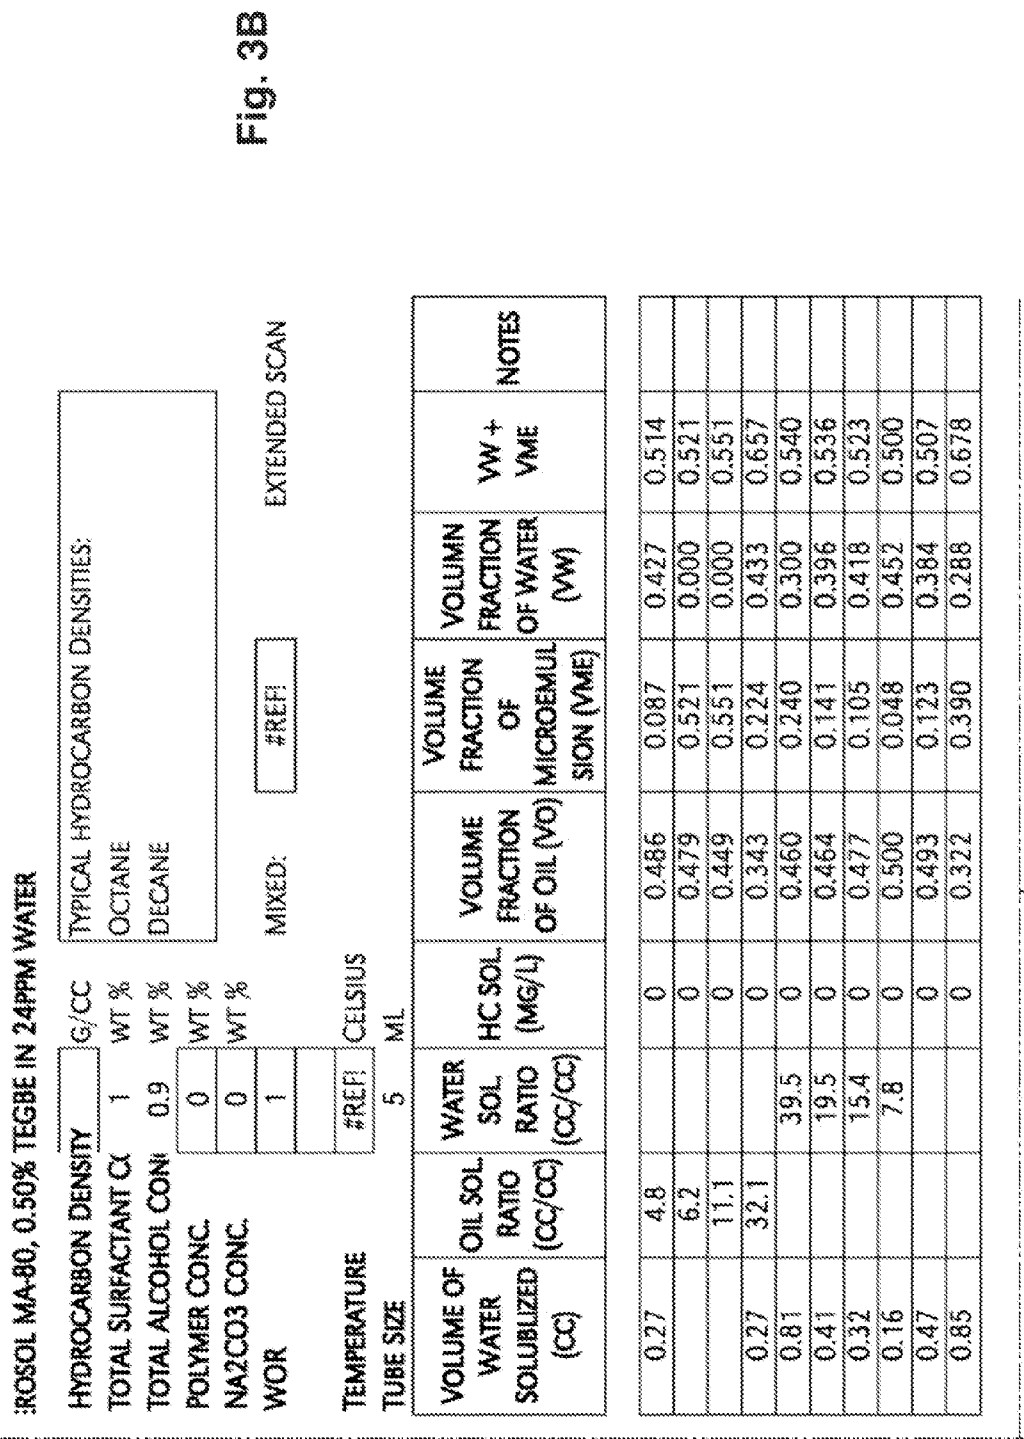 :ROSOL MA-80, 0.50% TEGBE IN 24PPM WATER
HYDROCARBON DENSITY G/CC TYPICAL HYDROCARBON DENSITIES:
TOTAL SURFACTANT C( 1 WT % OCTANE
TOTAL ALCOHOL CON( 0.9 WT % DECANE
POLYMER CONC. 0 WT %
NA2CO3 CONC. 0 WT %
WOR 1 MIXED: #REF! EXTENDED SCAN
TEMPERATURE #REF! CELSIUS
TUBE SIZE 5 ML
VOLUME OF WATER SOLUBLIZED (CC) OIL SOL. RATIO (CC/CC) WATER SOL. RATIO (CC/CC) HC SOL. (MG/L) VOLUME FRACTION OF OIL (VO) VOLUME FRACTION OF MICROEMUL SION (VME) VOLUMN FRACTION OF WATER (VW) VW + VME NOTES
0.27 4.8 0 0.486 0.087 0.427 0.514
6.2 0 0.479 0.521 0.000 0.521
11.1 0 0.449 0.551 0.000 0.551
0.27 32.1 0 0.343 0.224 0.433 0.657
0.81 39.5 0 0.460 0.240 0.300 0.540
0.41 19.5 0 0.464 0.141 0.396 0.536
0.32 15.4 0 0.477 0.105 0.418 0.523
0.16 7.8 0 0.500 0.048 0.452 0.500
0.47 0 0.493 0.123 0.384 0.507
0.85 0 0.322 0.390 0.288 0.678
Fig. 3B